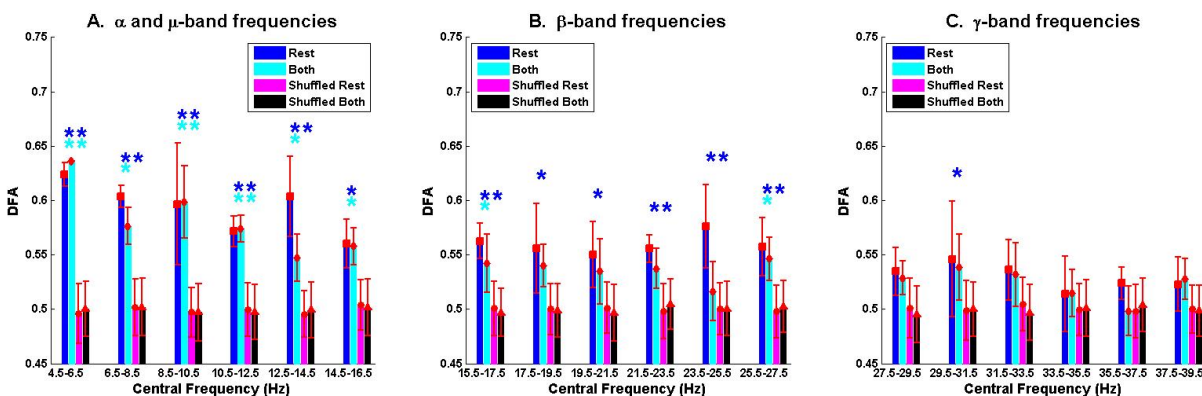 A. α and μ-band frequencies
0.75
0.7
0.65
0.6
0.55
0.5
0.45
DFA
Rest
Both
Shuffled Rest
Shuffled Both
* *
* *
* *
*
* *
* *
* *
* *
* *
*
*
*
4.5-6.5 6.5-8.5 8.5-10.5 10.5-12.5 12.5-14.5 14.5-16.5
Central Frequency (Hz)
B. β-band frequencies
0.75
0.7
0.65
0.6
0.55
0.5
0.45
DFA
Rest
Both
Shuffled Rest
Shuffled Both
* *
*
*
*
* *
* *
* *
*
15.5-17.5 17.5-19.5 19.5-21.5 21.5-23.5 23.5-25.5 25.5-27.5
Central Frequency (Hz)
C. γ-band frequencies
0.75
0.7
0.65
0.6
0.55
0.5
0.45
DFA
Rest
Both
Shuffled Rest
Shuffled Both
*
27.5-29.5 29.5-31.5 31.5-33.5 33.5-35.5 35.5-37.5 37.5-39.5
Central Frequency (Hz)